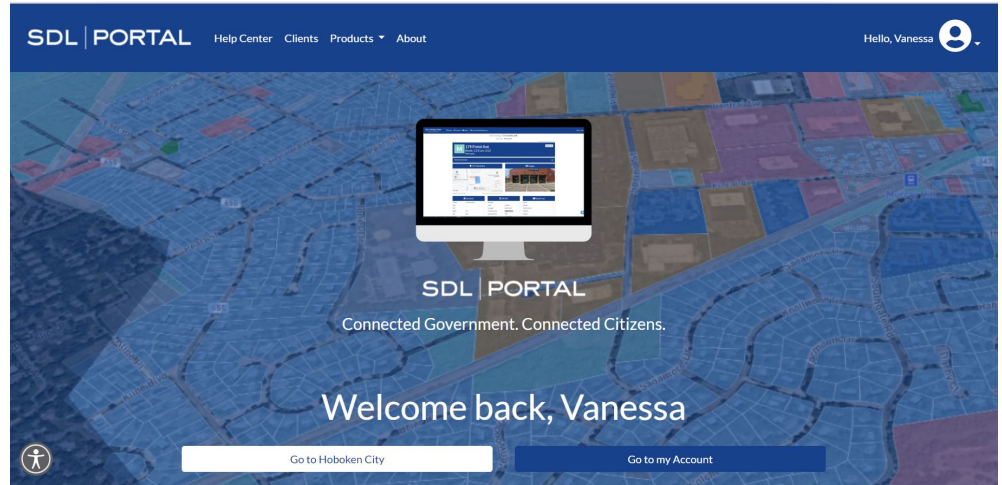 SDL PORTAL Help Center Clients Products About Hello, Vanessa
SDL PORTAL
Connected Government. Connected Citizens.
Welcome back, Vanessa
Go to Hoboken City Go to my Account